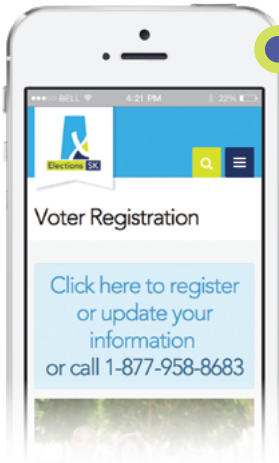 BELL 4:21 PM 22%
Elections SK
Voter Registration
Click here to register
or update your
information
or call 1-877-958-8683